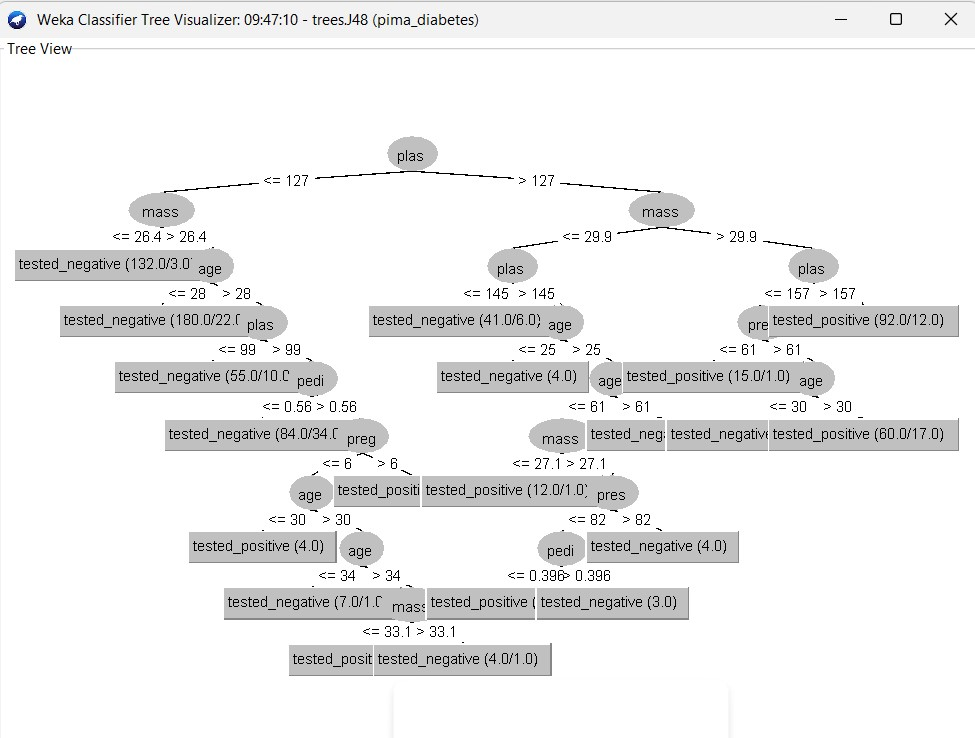 Weka Classifier Tree Visualizer: 09:47:10 - trees.J48 (pima_diabetes)
Tree View
plas
<= 127 > 127
mass mass
<= 26.4 > 26.4 <= 29.9 > 29.9
tested_negative (132.0/3.0) age plas plas
<= 28 > 28 <= 145 > 145 <= 157 > 157
tested_negative (180.0/22.0 plas tested_negative (41.0/6.0) age pre tested_positive (92.0/12.0)
<= 99 > 99 <= 25 > 25 <= 61 > 61
tested_negative (55.0/10.0 pedi tested_negative (4.0) age tested_positive (15.0/1.0) age
<= 0.56 > 0.56 <= 61 > 61 <= 30 > 30
tested_negative (84.0/34.0 preg mass tested_neg tested_negative tested_positive (60.0/17.0)
<= 6 > 6 <= 27.1 > 27.1
age tested_positi tested_positive (12.0/1.0) pres
<= 30 > 30 <= 82 > 82
tested_positive (4.0) age pedi tested_negative (4.0)
<= 34 > 34 <= 0.396 > 0.396
tested_negative (7.0/1.0 mass tested_positive ( tested_negative (3.0)
<= 33.1 > 33.1
tested_posit tested_negative (4.0/1.0)